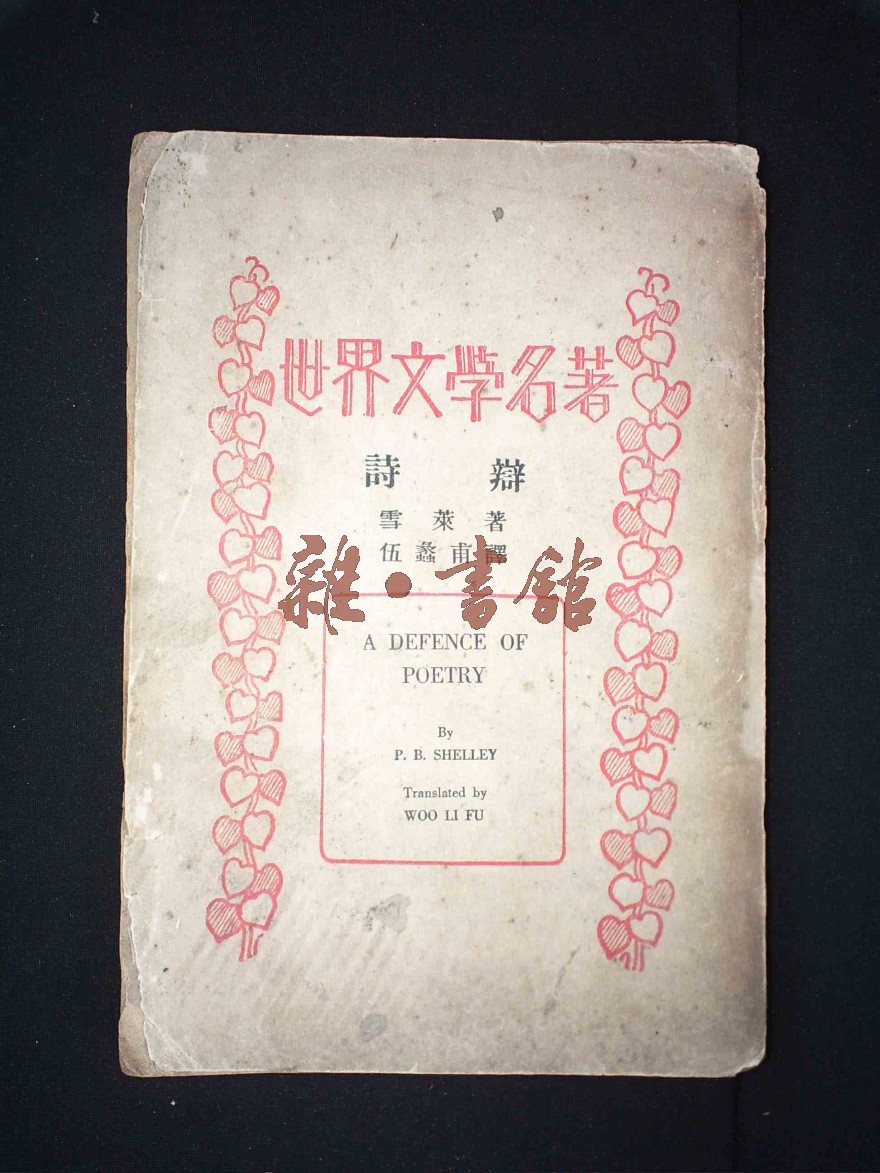 世界文学名著
詩辯
雪萊著
伍蠡甫譯
雜·書館
A DEFENCE OF
POETRY
By
P. B. SHELLEY
Translated by
WOO LI FU